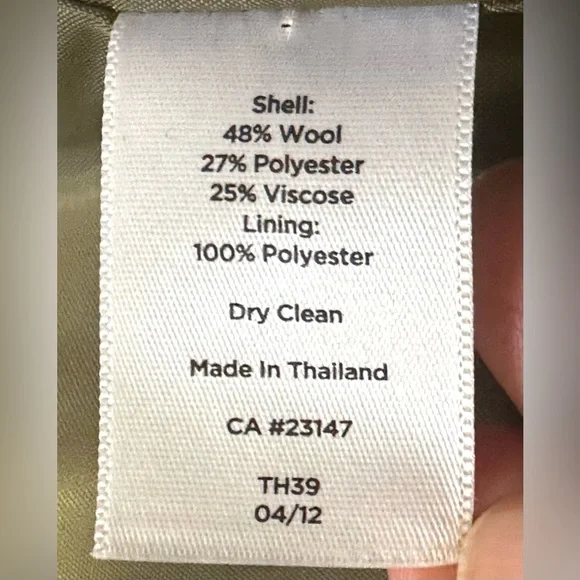 Shell:
48% Wool
27% Polyester
25% Viscose
Lining:
100% Polyester
Dry Clean
Made In Thailand
CA #23147
TH39
04/12